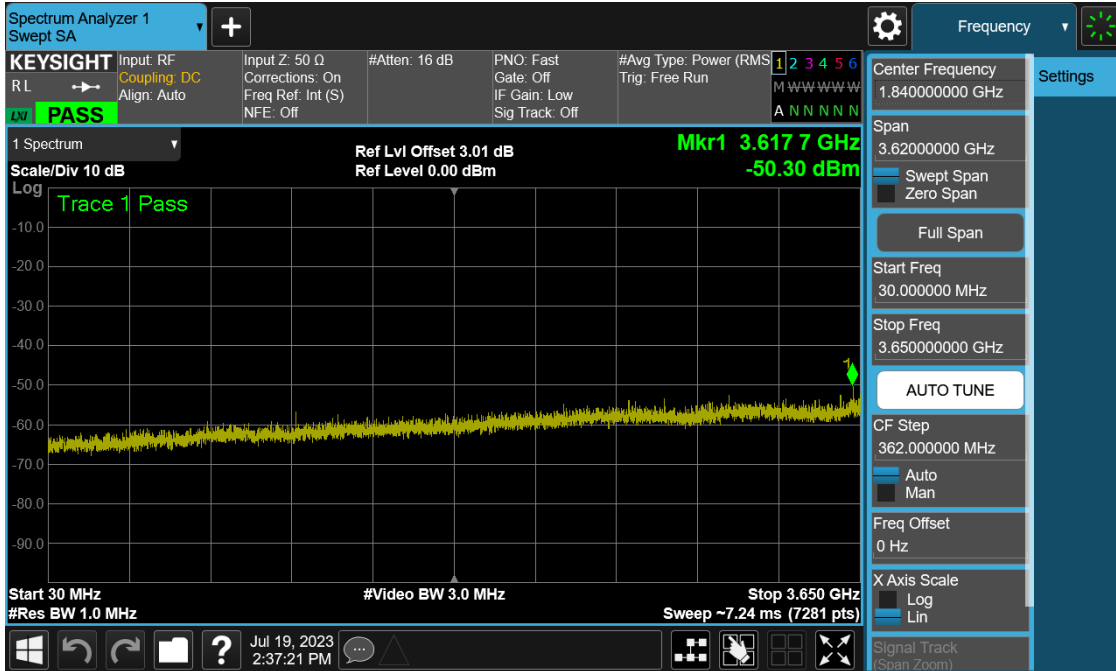 Spectrum Analyzer 1
Swept SA
Frequency
KEYSIGHT
R L
LXI PASS
Input: RF
Coupling: DC
Align: Auto
Input Z: 50 Ω
Corrections: On
Freq Ref: Int (S)
NFE: Off
#Atten: 16 dB
PNO: Fast
Gate: Off
IF Gain: Low
Sig Track: Off
#Avg Type: Power (RMS
Trig: Free Run
1 2 3 4 5 6
M W W W W W
A N N N N N
1 Spectrum
Scale/Div 10 dB
Ref Lvl Offset 3.01 dB
Ref Level 0.00 dBm
Mkr1 3.617 7 GHz
-50.30 dBm
Log
Trace 1 Pass
-10.0
-20.0
-30.0
-40.0
-50.0
-60.0
-70.0
-80.0
-90.0
1
Start 30 MHz
#Res BW 1.0 MHz
#Video BW 3.0 MHz
Stop 3.650 GHz
Sweep ~7.24 ms (7281 pts)
Center Frequency
1.840000000 GHz
Settings
Span
3.62000000 GHz
Swept Span
Zero Span
Full Span
Start Freq
30.000000 MHz
Stop Freq
3.650000000 GHz
AUTO TUNE
CF Step
362.000000 MHz
Auto
Man
Freq Offset
0 Hz
X Axis Scale
Log
Lin
Signal Track
(Span Zoom)
?
Jul 19, 2023
2:37:21 PM